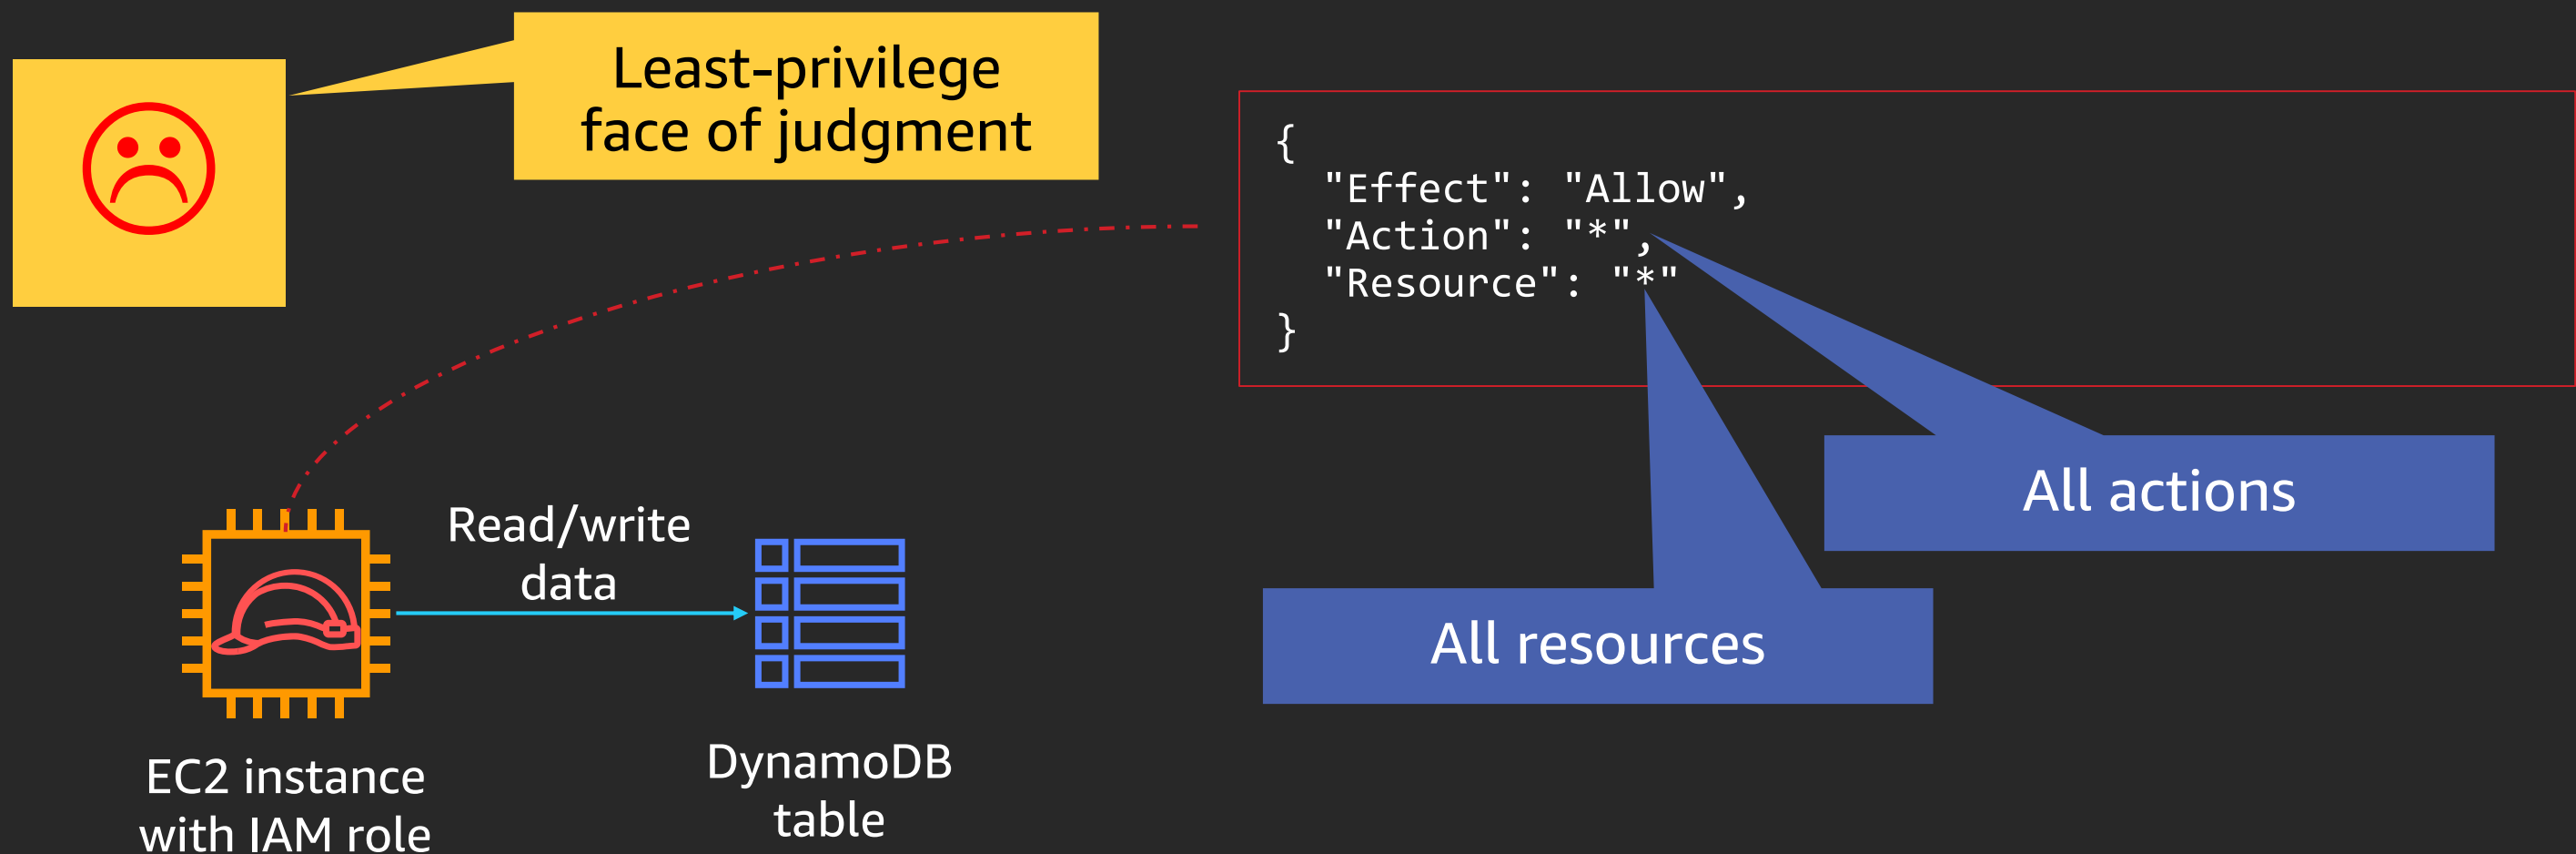 Least-privilege
face of judgment
{
  "Effect": "Allow",
  "Action": "*",
  "Resource": "*"
}
All actions
All resources
Read/write
data
EC2 instance
with IAM role
DynamoDB
table